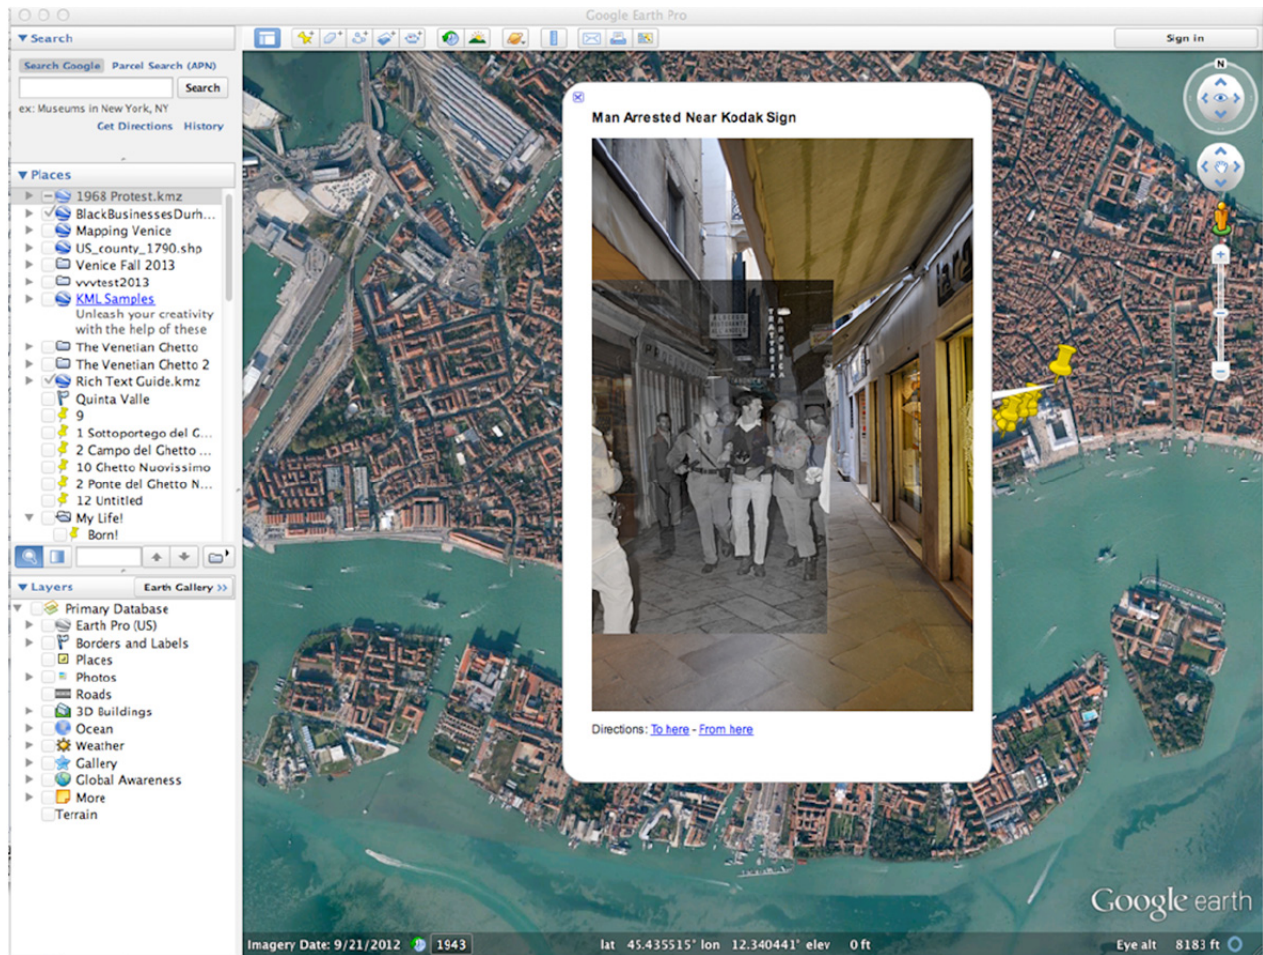 Google Earth Pro
Search
Search Google Parcel Search (APN)
Search
ex: Museums in New York, NY
Get Directions History
Places
1968 Protest.kmz
BlackBusinessesDurh...
Mapping Venice
US_county_1790.shp
Venice Fall 2013
vvvtest2013
KML Samples
Unleash your creativity
with the help of these
The Venetian Ghetto
The Venetian Ghetto 2
Rich Text Guide.kmz
Quinta Valle
9
1 Sottoportego del G...
2 Campo del Ghetto ...
10 Ghetto Nuovissimo
2 Ponte del Ghetto N...
12 Untitled
My Life!
Born!
Layers
Earth Gallery >>
Primary Database
Earth Pro (US)
Borders and Labels
Places
Photos
Roads
3D Buildings
Ocean
Weather
Gallery
Global Awareness
More
Terrain
Sign in
N
Man Arrested Near Kodak Sign
ALBERGO
RISTORANTE
TRATTORIA
Directions: To here - From here
Google earth
Imagery Date: 9/21/2012 1943
lat 45.435515° lon 12.340441° elev 0 ft
Eye alt 8183 ft